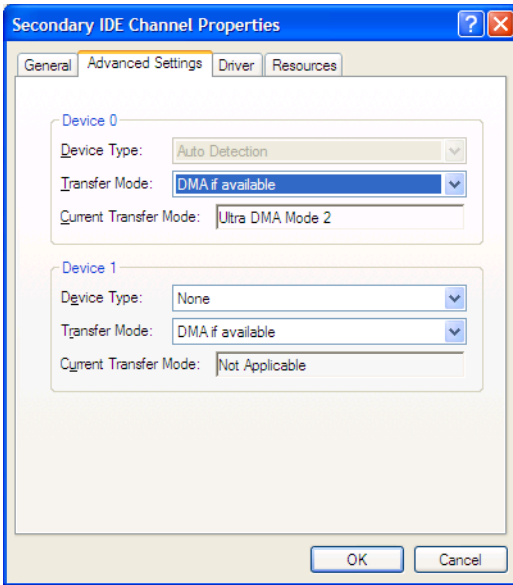 Secondary IDE Channel Properties
General Advanced Settings Driver Resources
Device 0
Device Type: Auto Detection
Transfer Mode: DMA if available
Current Transfer Mode: Ultra DMA Mode 2
Device 1
Device Type: None
Transfer Mode: DMA if available
Current Transfer Mode: Not Applicable
OK Cancel